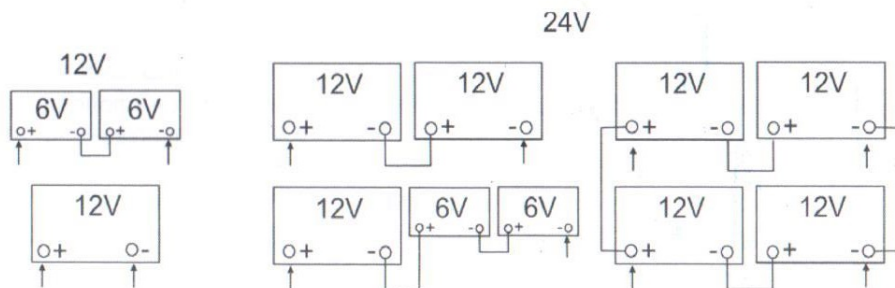 24V
12V
6V 6V
+ - + -
12V
+ -
12V 12V
+ - + -
12V 6V 6V
+ - + - + -
12V 12V
+ - + -
12V 12V
+ - + -